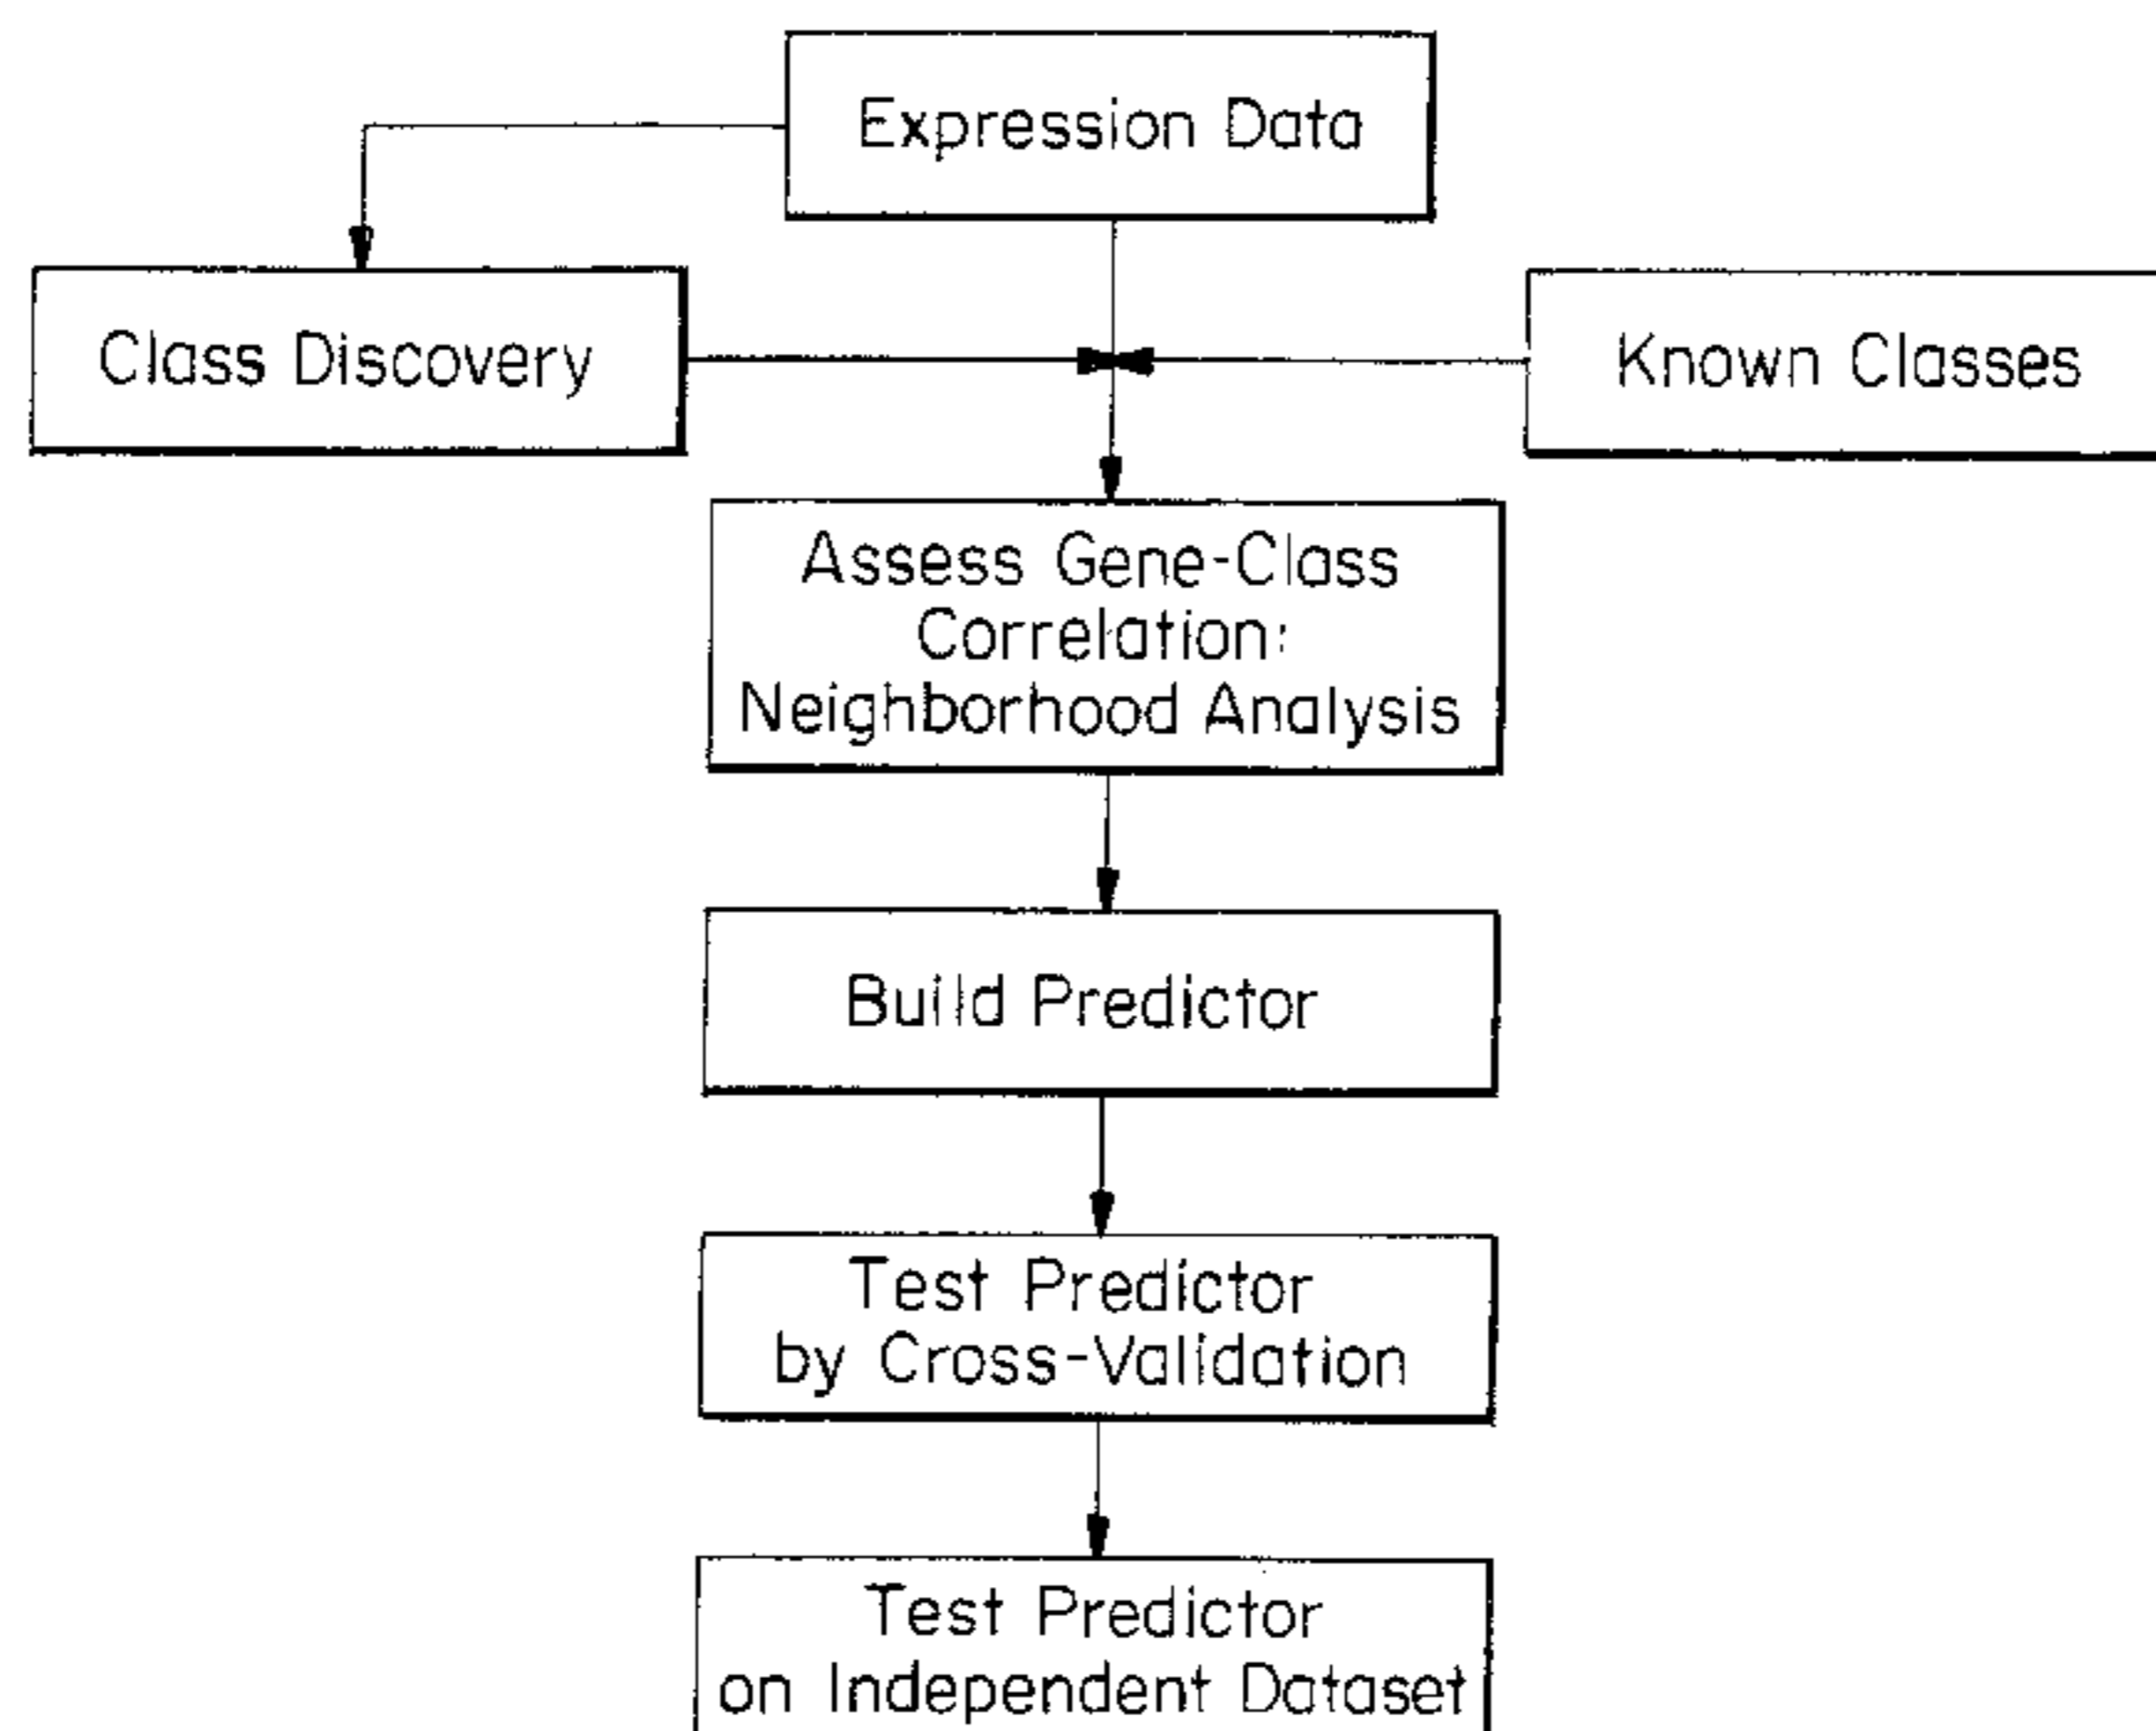 Expression Data
Class Discovery
Known Classes
Assess Gene-Class
Correlation:
Neighborhood Analysis
Build Predictor
Test Predictor
by Cross-Validation
Test Predictor
on Independent Dataset